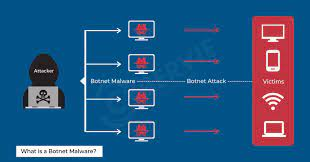 Attacker
Victims
Botnet Malware
Botnet Attack
What is a Botnet Malware?